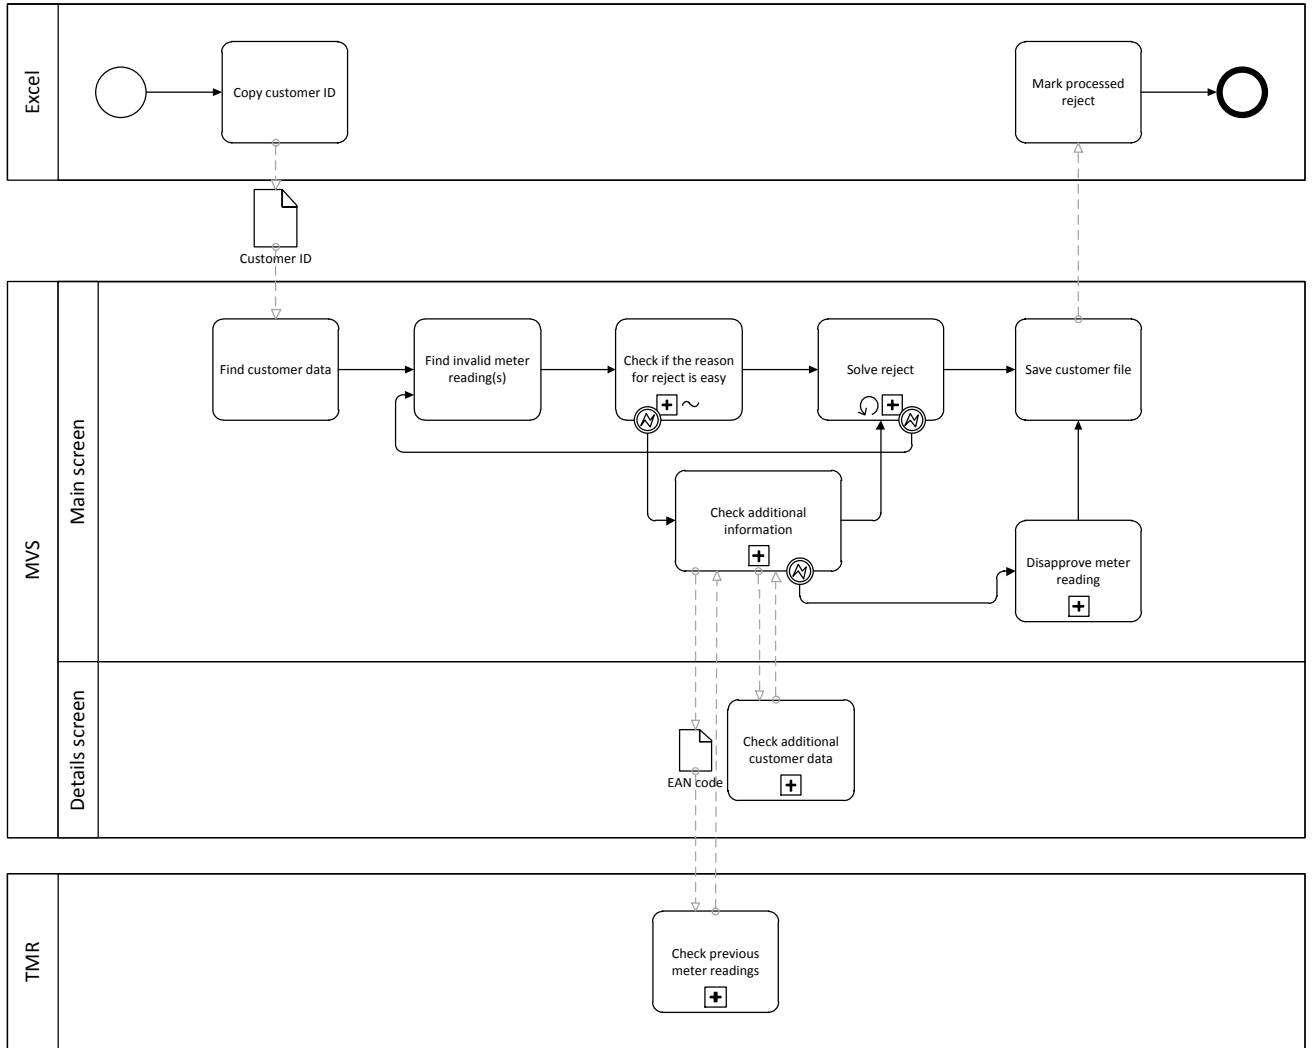 Excel
Copy customer ID
Mark processed
reject
Customer ID
MVS
Main screen
Find customer data
Find invalid meter
reading(s)
Check if the reason
for reject is easy
Solve reject
Save customer file
Check additional
information
Disapprove meter
reading
Details screen
EAN code
Check additional
customer data
TMR
Check previous
meter readings